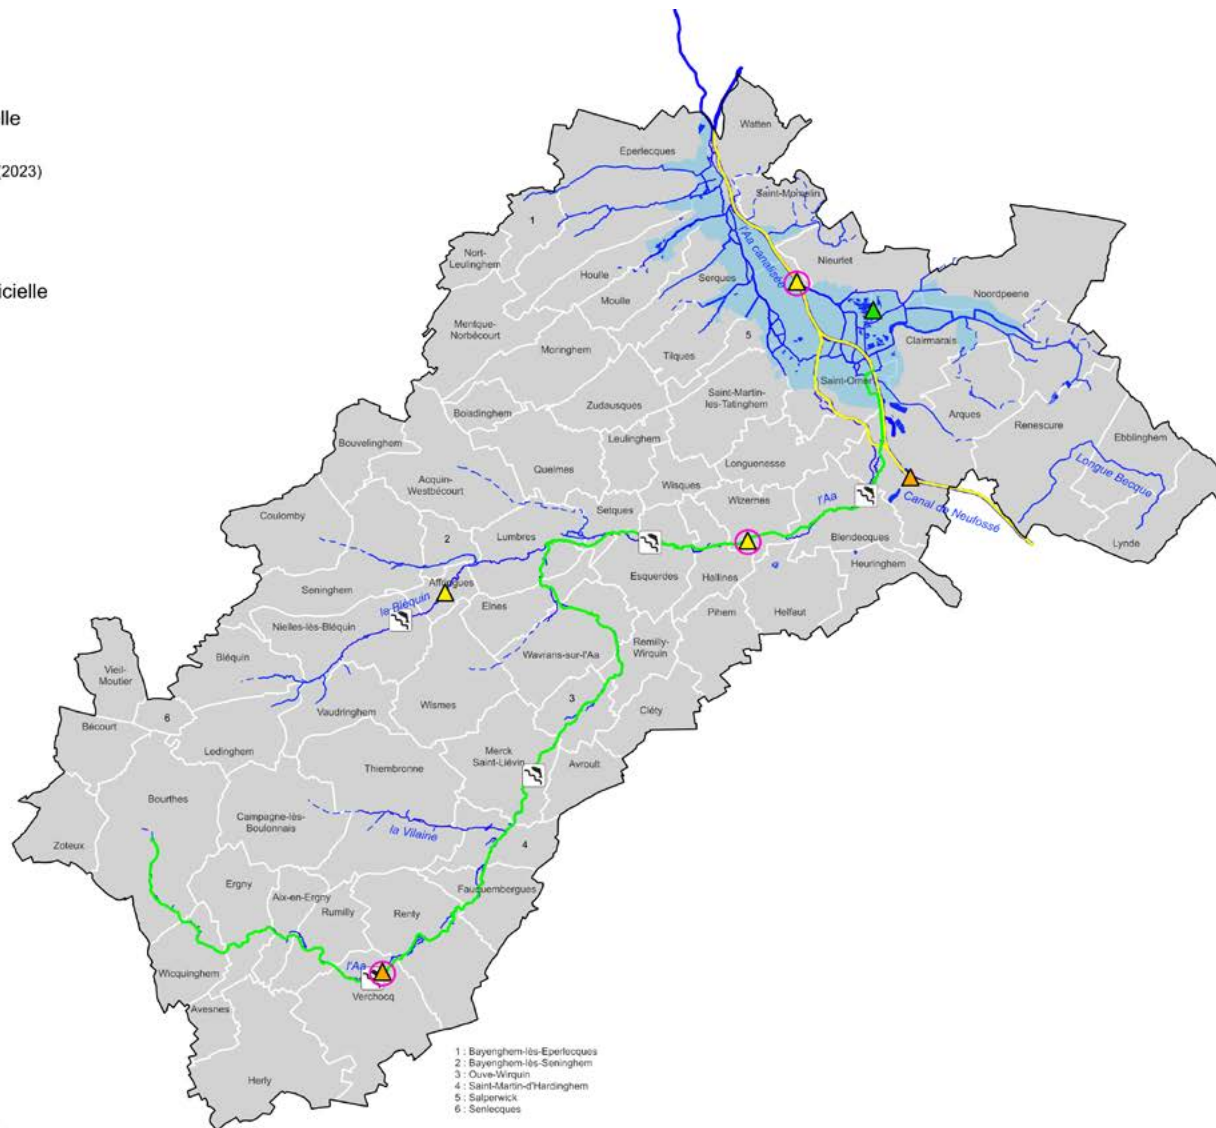 lle
(2023)
icielle
Watten
Eperlecques
Saint-Momelin
1
l'Aa canalisée
Nieurlet
Nort-
Leulinghem
Houlle
Serques
Noordpeene
Moulle
Mentque-
Norbécourt
5
Clairmarais
Moringhem
Tilques
Saint-Omer
Saint-Martin-
les-Tatinghem
Boisdinghem
Zudausques
Arques
Renescure
Ebblinghem
Bouvelinghem
Leulinghem
Longue Becque
Longuenesse
Quelmes
Acquin-
Westbécourt
Wisques
Wizernes
l'Aa
Canal de Neufossé
Coulomby
Setques
2
Lumbres
Blendecques
Lynde
Heuringhem
Esquerdes
Hallines
Affringues
Seninghem
le Bléquin
Elnes
Pihem
Helfaut
Nielles-lès-Bléquin
Remilly-
Wirquin
Bléquin
Wavrans-sur-l'Aa
Vieil-
Moutier
3
Wismes
Cléty
Vaudringhem
6
Bécourt
Ledinghem
Merck
Saint-Liévin
Avroult
Thiembronne
Bourthes
Campagne-lès-
Boulonnais
la Vilaine
4
Zoteux
Ergny
Fauquembergues
Aix-en-Ergny
Rumilly
Renty
l'Aa
Wicquinghem
Verchocq
Avesnes
Herly
1 : Bayenghem-lès-Eperlecques
2 : Bayenghem-lès-Seninghem
3 : Ouve-Wirquin
4 : Saint-Martin-d'Hardinghem
5 : Salperwick
6 : Senlecques